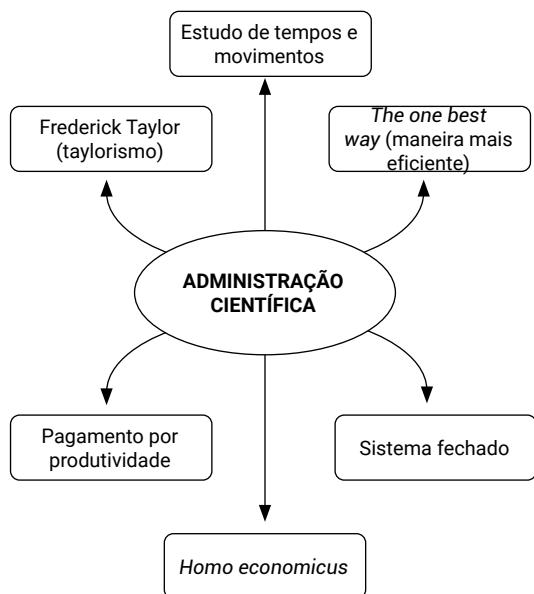 Estudo de tempos e
movimentos
Frederick Taylor
(taylorismo)
The one best
way (maneira mais
eficiente)
ADMINISTRAÇÃO
CIENTÍFICA
Pagamento por
produtividade
Sistema fechado
Homo economicus